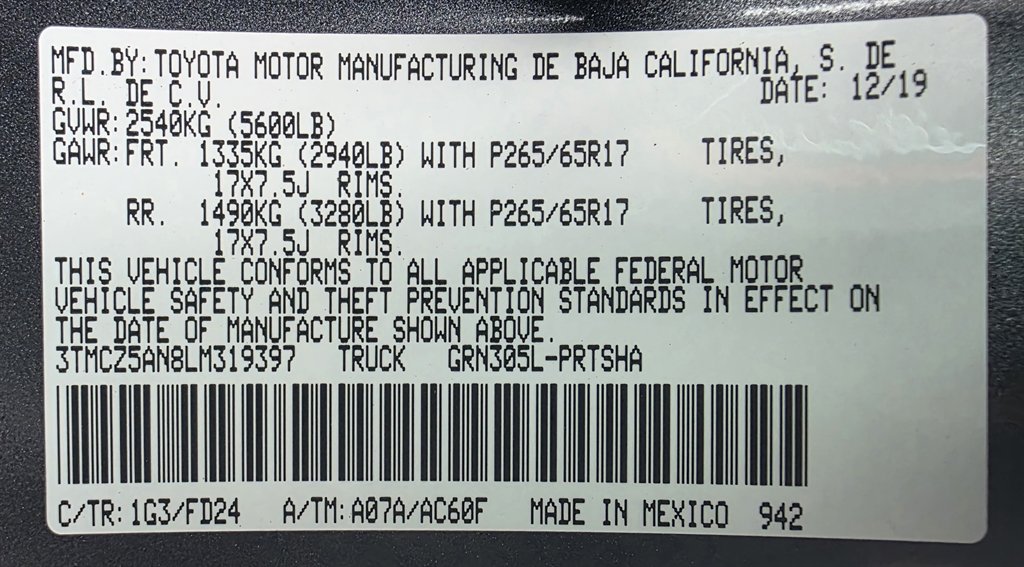 MFD.BY: TOYOTA MOTOR MANUFACTURING DE BAJA CALIFORNIA, S. DE
R.L. DE C.V. DATE: 12/19
GVWR: 2540KG (5600LB)
GAWR: FRT. 1335KG (2940LB) WITH P265/65R17 TIRES,
17X7.5J RIMS.
RR. 1490KG (3280LB) WITH P265/65R17 TIRES,
17X7.5J RIMS.
THIS VEHICLE CONFORMS TO ALL APPLICABLE FEDERAL MOTOR
VEHICLE SAFETY AND THEFT PREVENTION STANDARDS IN EFFECT ON
THE DATE OF MANUFACTURE SHOWN ABOVE.
3TMCZ5AN8LM319397 TRUCK GRN305L-PRTSHA
C/TR: 1G3/FD24 A/TM: A07A/AC60F MADE IN MEXICO 942